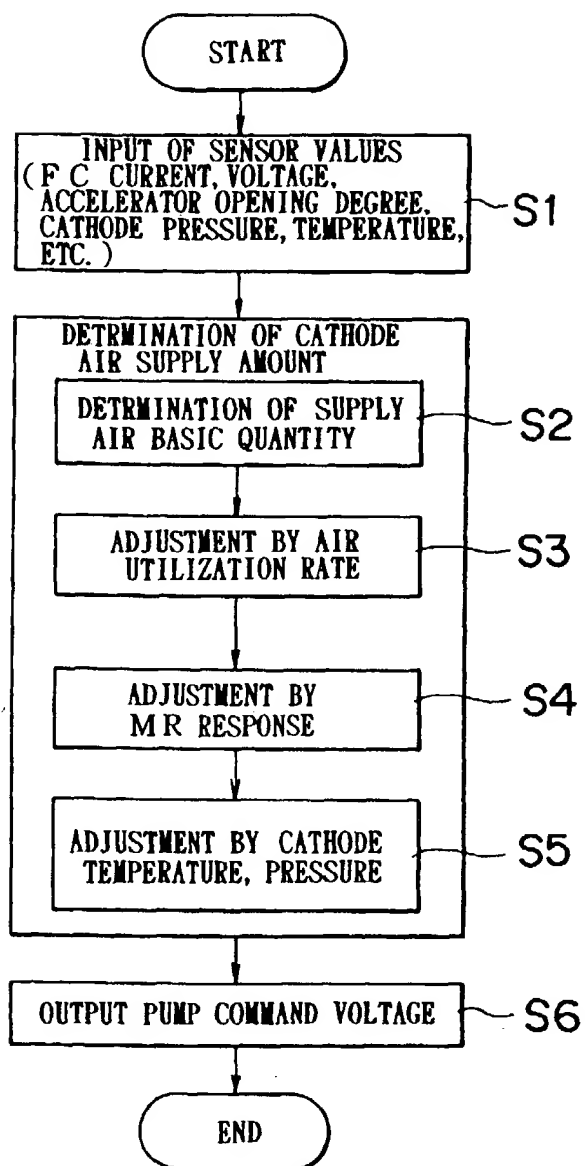 START
INPUT OF SENSOR VALUES
(FC CURRENT, VOLTAGE,
ACCELERATOR OPENING DEGREE.
CATHODE PRESSURE, TEMPERATURE,
ETC.)
S1
DETRMINATION OF CATHODE
AIR SUPPLY AMOUNT
DETRMINATION OF SUPPLY
AIR BASIC QUANTITY
S2
ADJUSTMENT BY AIR
UTILIZATION RATE
S3
ADJUSTMENT BY
MR RESPONSE
S4
ADJUSTMENT BY CATHODE
TEMPERATURE, PRESSURE
S5
OUTPUT PUMP COMMAND VOLTAGE
S6
END